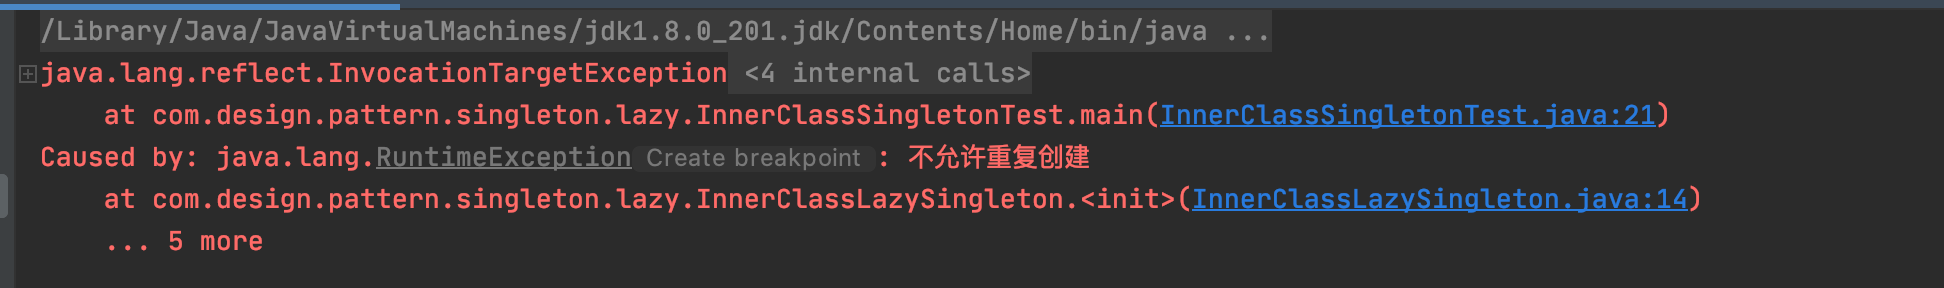 /Library/Java/JavaVirtualMachines/jdk1.8.0_201.jdk/Contents/Home/bin/java ...
java.lang.reflect.InvocationTargetException <4 internal calls>
at com.design.pattern.singleton.lazy.InnerClassSingletonTest.main(InnerClassSingletonTest.java:21)
Caused by: java.lang.RuntimeException Create breakpoint : 不允许重复创建
at com.design.pattern.singleton.lazy.InnerClassLazySingleton.<init>(InnerClassLazySingleton.java:14)
... 5 more